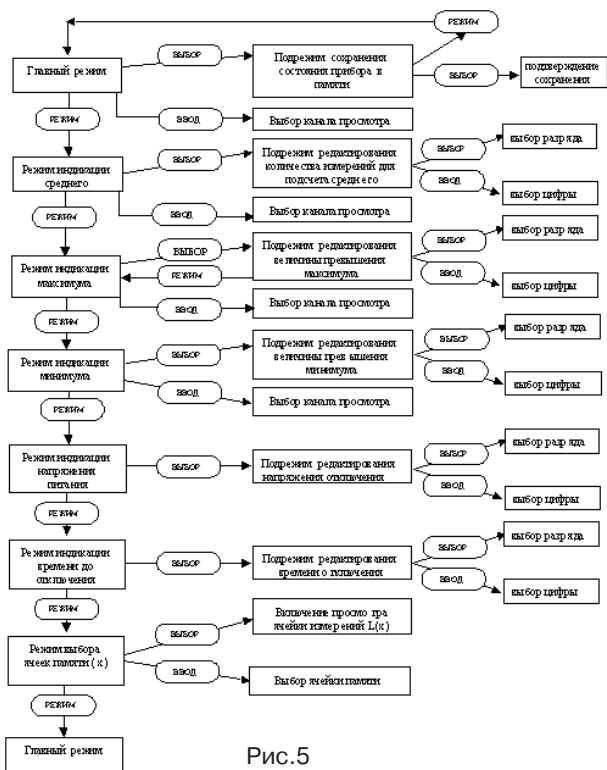 РЕЖИМ
Главный режим
ВЫБОР
Подрежим сохранения
состояния прибора в
памяти
ВЫБОР
подтверждение
сохранения
РЕЖИМ
ВВОД
Выбор канала просмотра
Режим индикации
среднего
ВЫБОР
Подрежим редактирования
количества измерений для
подсчета среднего
ВЫБОР
выбор разряда
ВВОД
выбор цифры
РЕЖИМ
ВВОД
Выбор канала просмотра
Режим индикации
максимума
ВЫБОР
РЕЖИМ
Подрежим редактирования
величины превышения
максимума
ВЫБОР
выбор разряда
ВВОД
выбор цифры
РЕЖИМ
ВВОД
Выбор канала просмотра
Режим индикации
минимума
ВЫБОР
Подрежим редактирования
величины превышения
минимума
ВЫБОР
выбор разряда
ВВОД
выбор цифры
РЕЖИМ
ВВОД
Выбор канала просмотра
Режим индикации
напряжения
питания
ВЫБОР
Подрежим редактирования
напряжения отключения
ВЫБОР
выбор разряда
ВВОД
выбор цифры
РЕЖИМ
Режим индикации
времени до
отключения
ВЫБОР
Подрежим редактирования
времени отключения
ВЫБОР
выбор разряда
ВВОД
выбор цифры
РЕЖИМ
Режим выбора
ячеек памяти (x)
ВЫБОР
Включение просмотра
ячейки измерений L(x)
ВВОД
Выбор ячейки памяти
РЕЖИМ
Главный режим
Рис.5